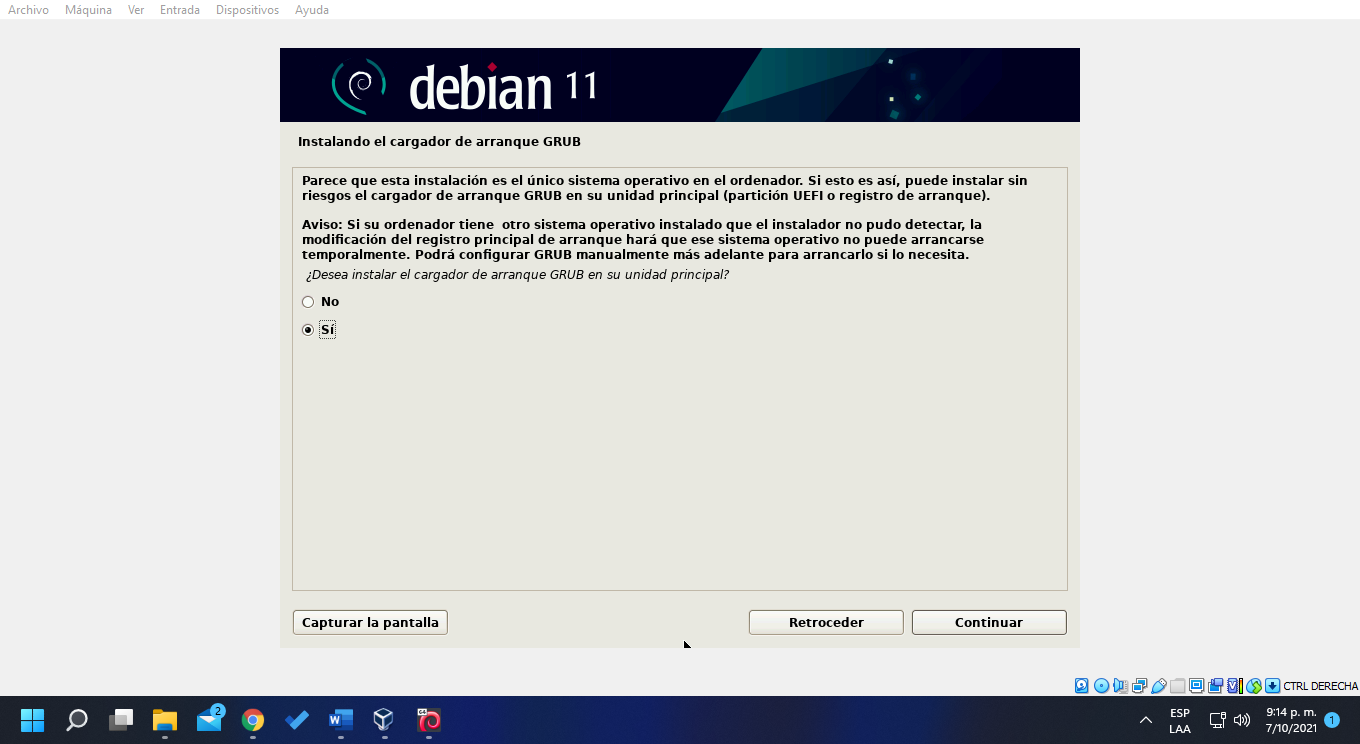 Archivo Máquina Ver Entrada Dispositivos Ayuda
debian 11
Instalando el cargador de arranque GRUB
Parece que esta instalación es el único sistema operativo en el ordenador. Si esto es así, puede instalar sin
riesgos el cargador de arranque GRUB en su unidad principal (partición UEFI o registro de arranque).
Aviso: Si su ordenador tiene  otro sistema operativo instalado que el instalador no pudo detectar, la
modificación del registro principal de arranque hará que ese sistema operativo no puede arrancarse
temporalmente. Podrá configurar GRUB manualmente más adelante para arrancarlo si lo necesita.
¿Desea instalar el cargador de arranque GRUB en su unidad principal?
No
Sí
Capturar la pantalla Retroceder Continuar
CTRL DERECHA
2
W
64
ESP
LAA
9:14 p. m.
7/10/2021
1